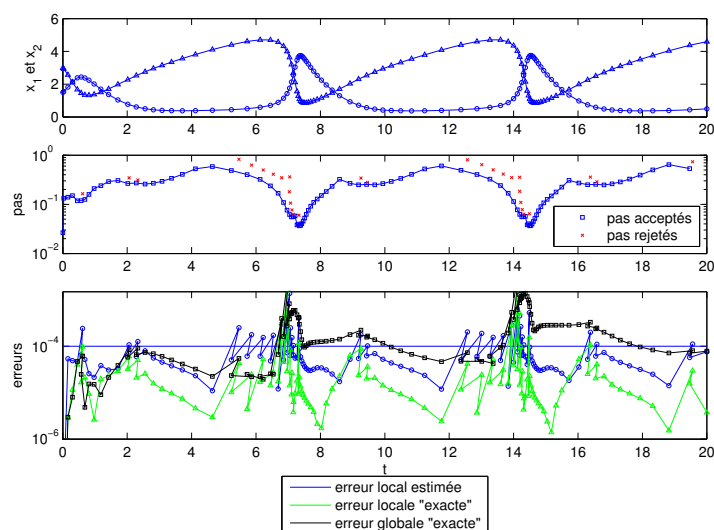 6
4
2
0
x₁ et x₂
0 2 4 6 8 10 12 14 16 18 20
10⁰
10⁻¹
10⁻²
pas
pas acceptés
pas rejetés
0 2 4 6 8 10 12 14 16 18 20
10⁻⁴
10⁻⁶
erreurs
0 2 4 6 8 10 12 14 16 18 20
t
erreur local estimée
erreur locale "exacte"
erreur globale "exacte"